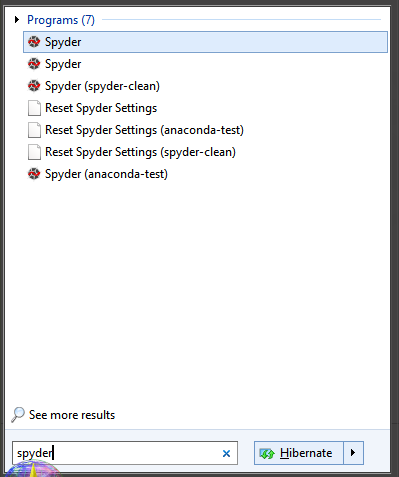 Programs (7)
Spyder
Spyder
Spyder (spyder-clean)
Reset Spyder Settings
Reset Spyder Settings (anaconda-test)
Reset Spyder Settings (spyder-clean)
Spyder (anaconda-test)
See more results
spyder
Hibernate